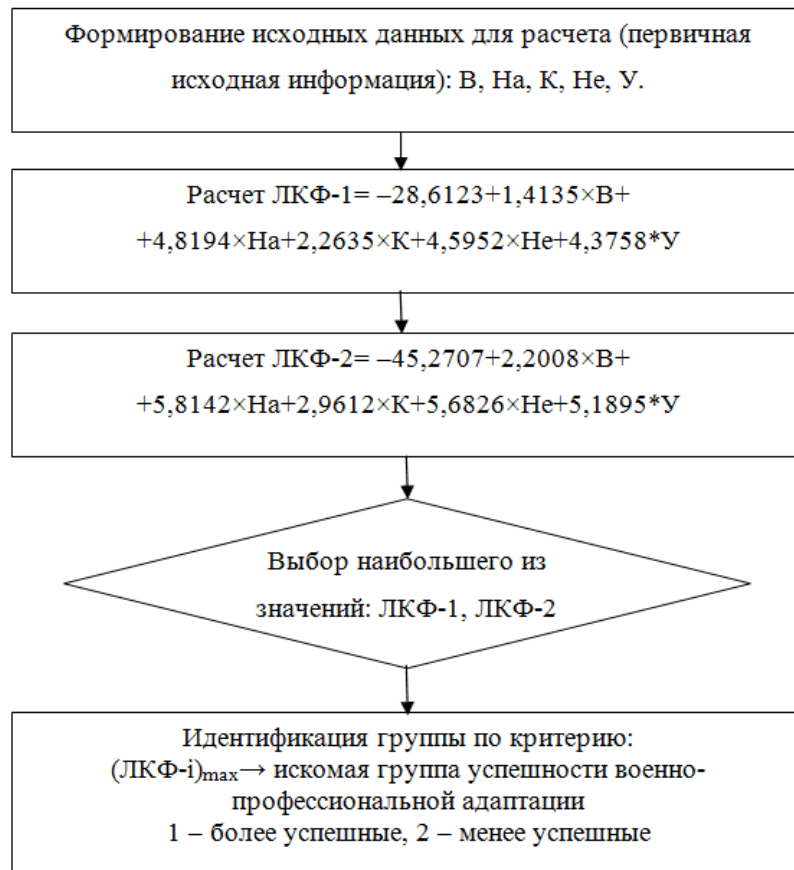 Формирование исходных данных для расчета (первичная
исходная информация): В, На, К, Не, У.
Расчет ЛКФ-1= –28,6123+1,4135×В+
+4,8194×На+2,2635×К+4,5952×Не+4,3758*У
Расчет ЛКФ-2= –45,2707+2,2008×В+
+5,8142×На+2,9612×К+5,6826×Не+5,1895*У
Выбор наибольшего из
значений: ЛКФ-1, ЛКФ-2
Идентификация группы по критерию:
(ЛКФ-i)max→ искомая группа успешности военно-
профессиональной адаптации
1 – более успешные, 2 – менее успешные